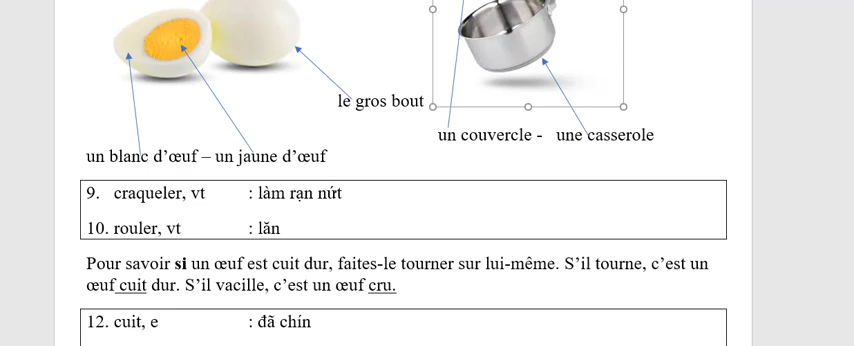 le gros bout
un couvercle - une casserole
un blanc d’œuf – un jaune d’œuf
9. craqueler, vt : làm rạn nứt
10. rouler, vt : lăn
Pour savoir si un œuf est cuit dur, faites-le tourner sur lui-même. S’il tourne, c’est un
œuf cuit dur. S’il vacille, c’est un œuf cru.
12. cuit, e : đã chín